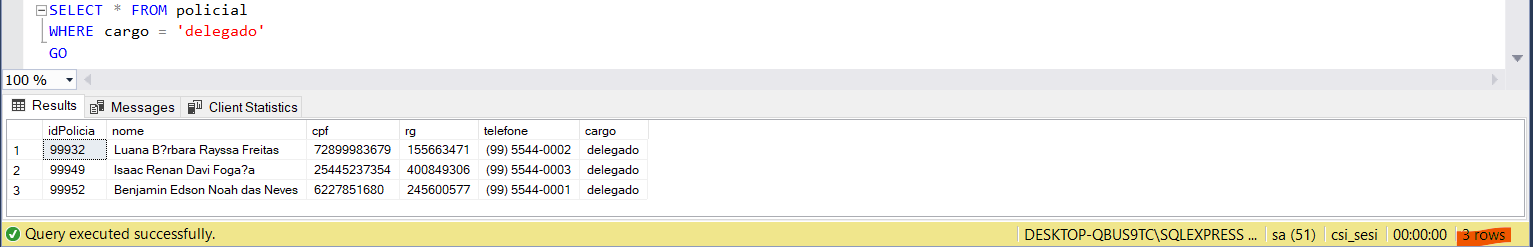 SELECT * FROM policial
WHERE cargo = 'delegado'
GO
100 %
Results Messages Client Statistics
idPolicia nome cpf rg telefone cargo
1 99932 Luana B?rbara Rayssa Freitas 72899983679 155663471 (99) 5544-0002 delegado
2 99949 Isaac Renan Davi Foga?a 25445237354 400849306 (99) 5544-0003 delegado
3 99952 Benjamin Edson Noah das Neves 6227851680 245600577 (99) 5544-0001 delegado
Query executed successfully. DESKTOP-QBUS9TC\SQLEXPRESS ... sa (51) csi_sesi 00:00:00 3 rows